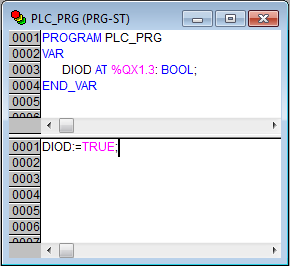 PLC_PRG (PRG-ST)
0001 PROGRAM PLC_PRG
0002 VAR
0003 DIOD AT %QX1.3: BOOL;
0004 END_VAR
0005
0001 DIOD:=TRUE;
0002
0003
0004
0005
0006
0007